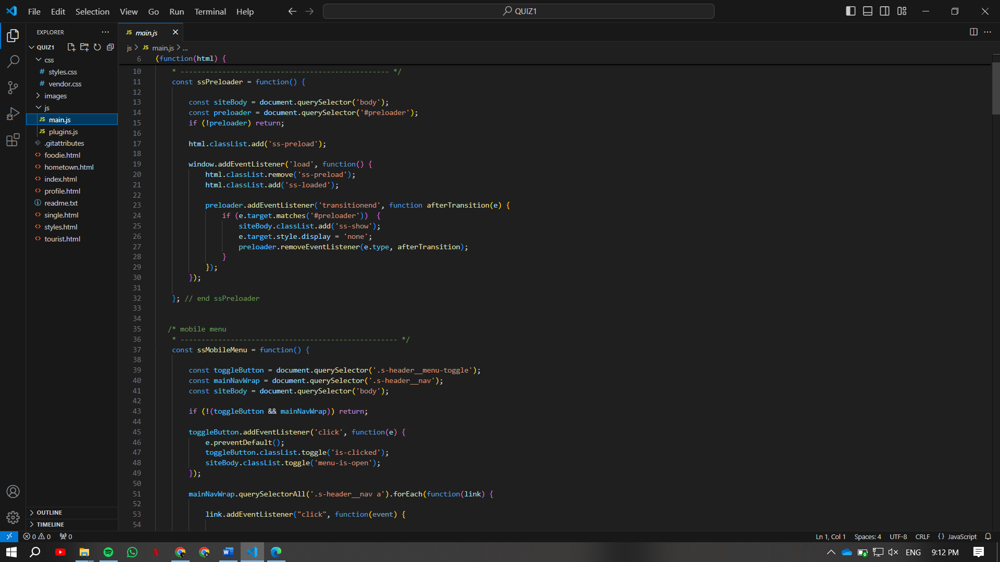 File Edit Selection View Go Run Terminal Help
QUIZ1
EXPLORER
QUIZ1
css
# styles.css
# vendor.css
images
js
JS main.js
JS plugins.js
.gitattributes
<> foodie.html
<> hometown.html
<> index.html
<> profile.html
readme.txt
<> single.html
<> styles.html
<> tourist.html
OUTLINE
TIMELINE
JS main.js
js > JS main.js > ...
6 (function(html) {
10 * -------------------------------------------------- */
11 const ssPreloader = function() {
12
13 const siteBody = document.querySelector('body');
14 const preloader = document.querySelector('#preloader');
15 if (!preloader) return;
16
17 html.classList.add('ss-preload');
18
19 window.addEventListener('load', function() {
20 html.classList.remove('ss-preload');
21 html.classList.add('ss-loaded');
22
23 preloader.addEventListener('transitionend', function afterTransition(e) {
24 if (e.target.matches('#preloader')) {
25 siteBody.classList.add('ss-show');
26 e.target.style.display = 'none';
27 preloader.removeEventListener(e.type, afterTransition);
28 }
29 });
30 });
31
32 }; // end ssPreloader
33
34
35 /* mobile menu
36 * ---------------------------------------------------- */
37 const ssMobileMenu = function() {
38
39 const toggleButton = document.querySelector('.s-header__menu-toggle');
40 const mainNavWrap = document.querySelector('.s-header__nav');
41 const siteBody = document.querySelector('body');
42
43 if (!(toggleButton && mainNavWrap)) return;
44
45 toggleButton.addEventListener('click', function(e) {
46 e.preventDefault();
47 toggleButton.classList.toggle('is-clicked');
48 siteBody.classList.toggle('menu-is-open');
49 });
50
51 mainNavWrap.querySelectorAll('.s-header__nav a').forEach(function(link) {
52
53 link.addEventListener("click", function(event) {
54
0 0 0
Ln 1, Col 1 Spaces: 4 UTF-8 CRLF {} JavaScript
ENG 9:12 PM